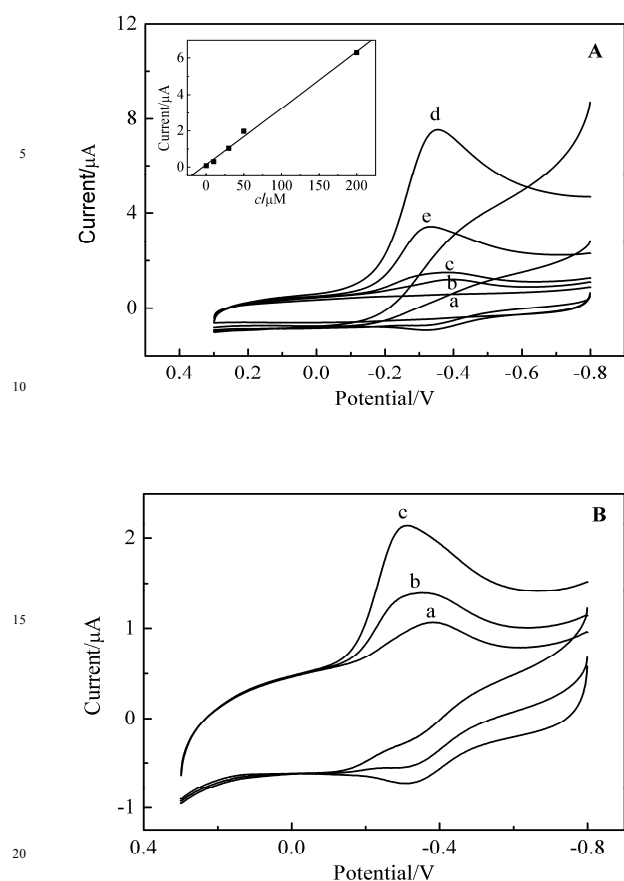 12
A
6
4
2
0
Current/μA
0 50 100 150 200
c/μM
d
e
c
b
a
8
4
0
Current/μA
0.4 0.2 0.0 -0.2 -0.4 -0.6 -0.8
Potential/V
5
10
B
c
b
a
2
1
0
-1
Current/μA
0.4 0.0 -0.4 -0.8
Potential/V
15
20